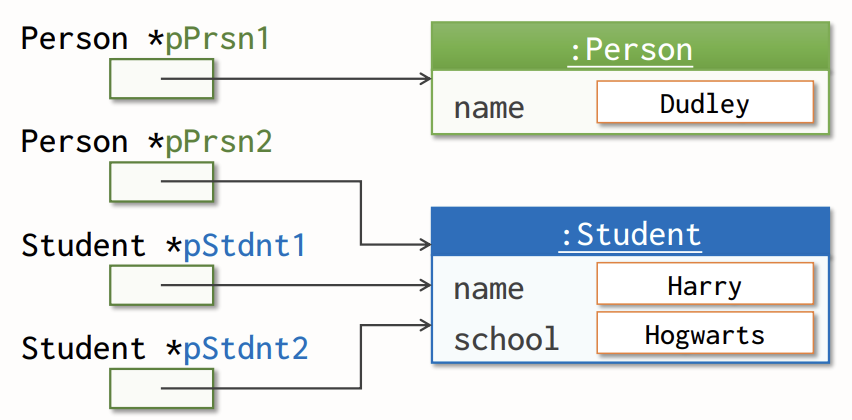 Person *pPrsn1
:Person
name Dudley
Person *pPrsn2
:Student
Student *pStdnt1
name Harry
school Hogwarts
Student *pStdnt2